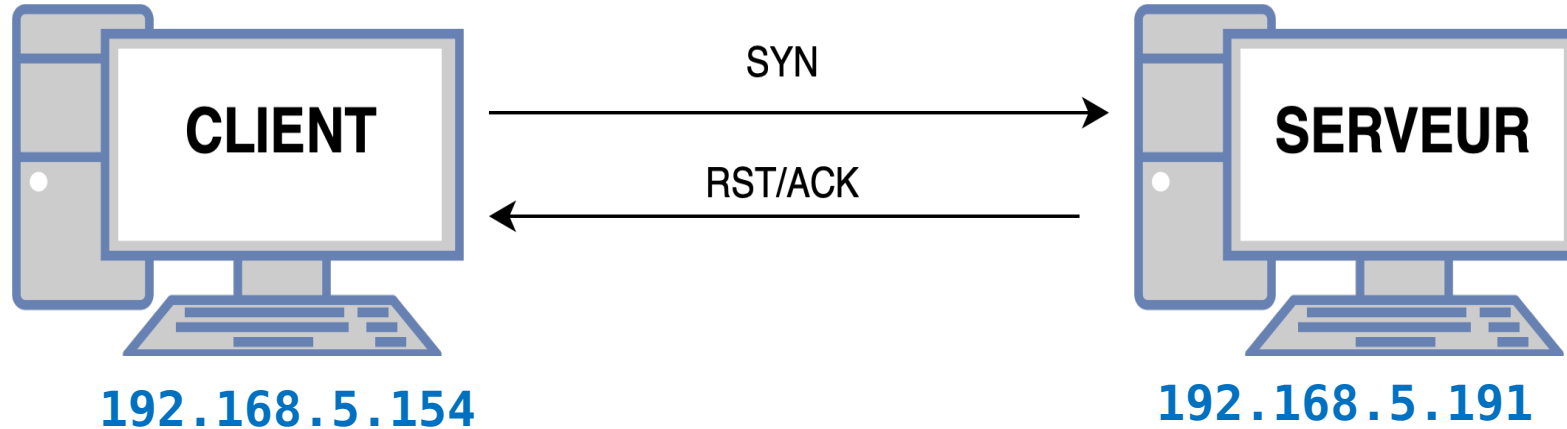 SYN
CLIENT
SERVEUR
RST/ACK
192.168.5.154
192.168.5.191